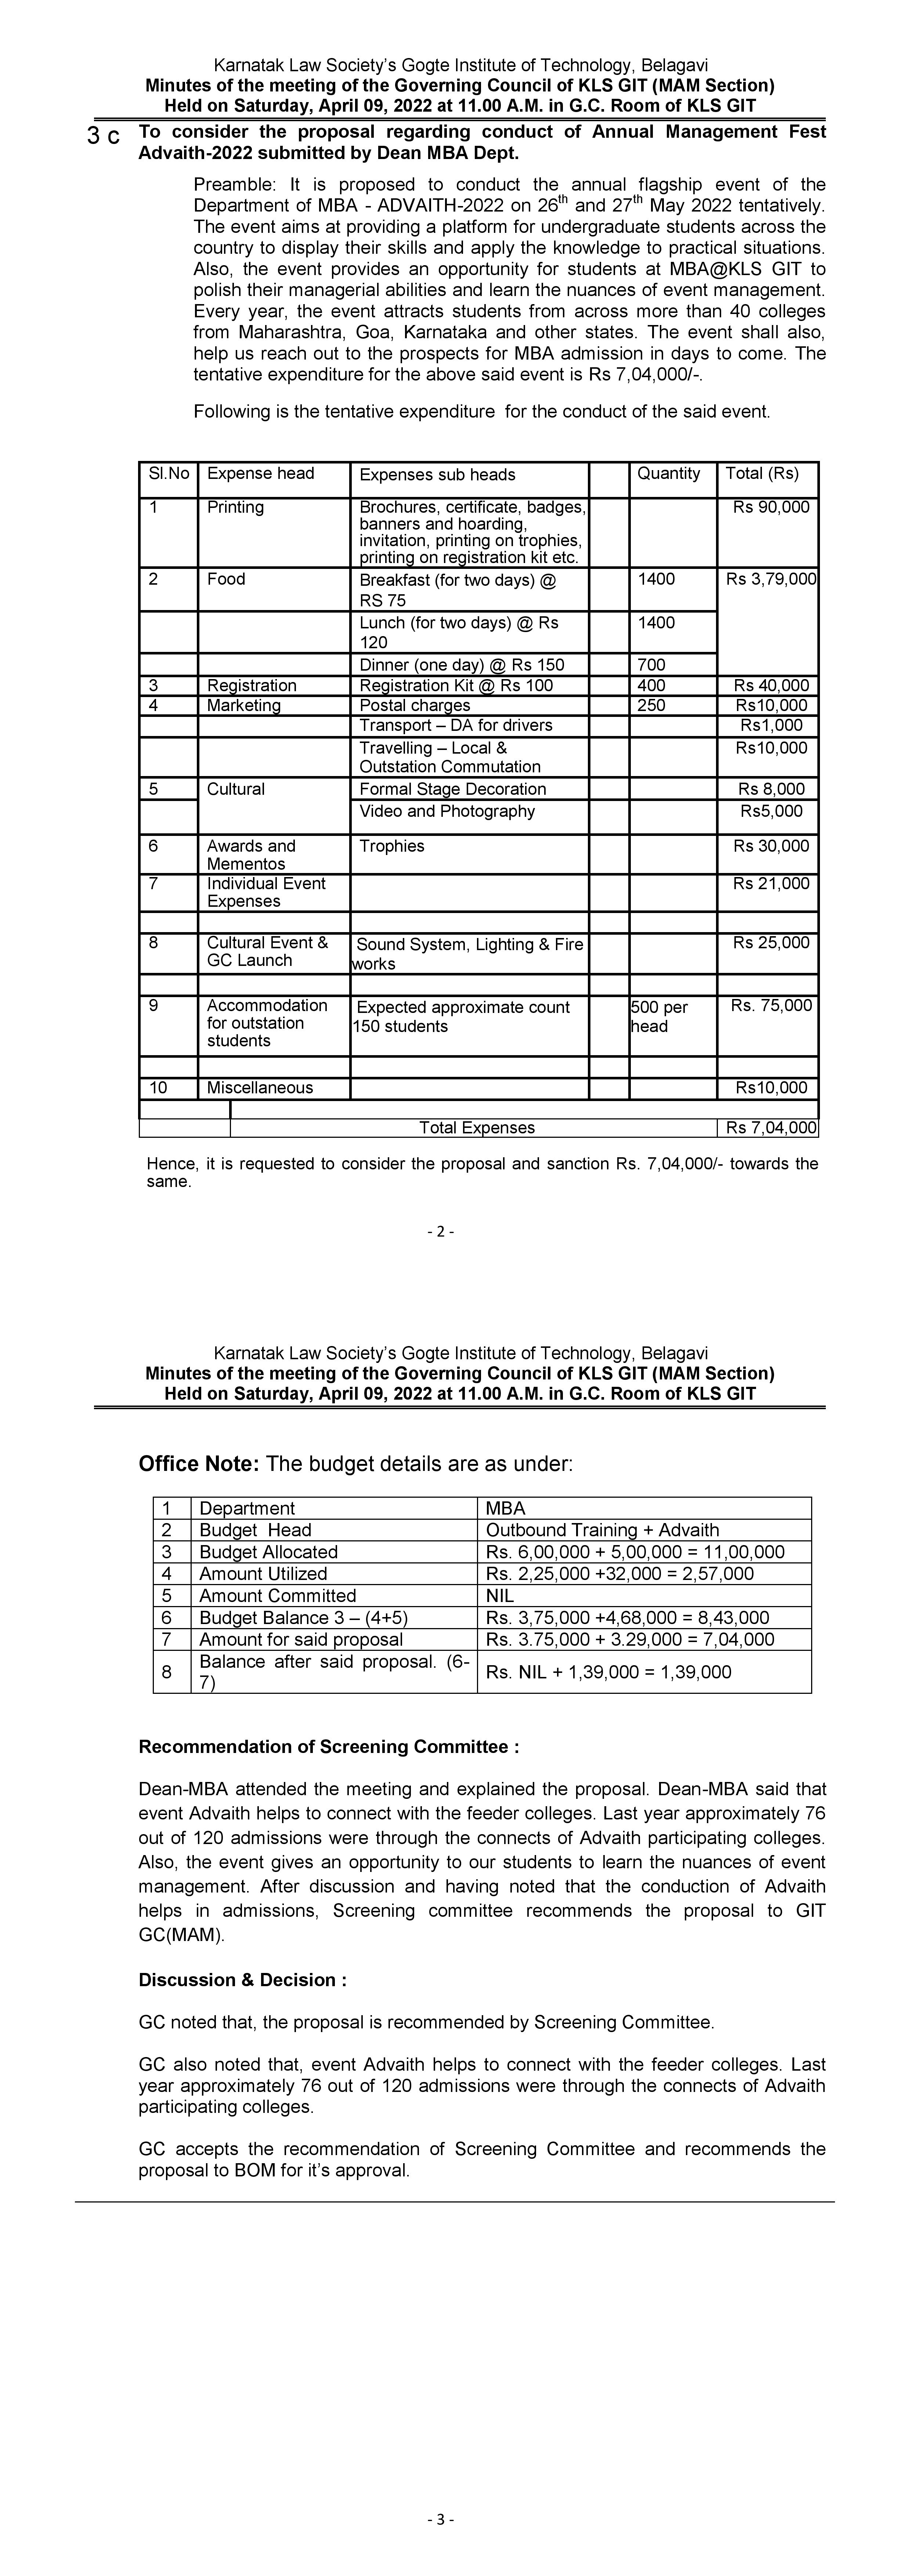 Karnatak Law Society’s Gogte Institute of Technology, Belagavi
Minutes of the meeting of the Governing Council of KLS GIT (MAM Section)
Held on Saturday, April 09, 2022 at 11.00 A.M. in G.C. Room of KLS GIT
3 c To consider the proposal regarding conduct of Annual Management Fest
Advaith-2022 submitted by Dean MBA Dept.
Preamble: It is proposed to conduct the annual flagship event of the
Department of MBA - ADVAITH-2022 on 26th and 27th May 2022 tentatively.
The event aims at providing a platform for undergraduate students across the
country to display their skills and apply the knowledge to practical situations.
Also, the event provides an opportunity for students at MBA@KLS GIT to
polish their managerial abilities and learn the nuances of event management.
Every year, the event attracts students from across more than 40 colleges
from Maharashtra, Goa, Karnataka and other states. The event shall also,
help us reach out to the prospects for MBA admission in days to come. The
tentative expenditure for the above said event is Rs 7,04,000/-.
Following is the tentative expenditure for the conduct of the said event.
Sl.No Expense head Expenses sub heads Quantity Total (Rs)
1 Printing Brochures, certificate, badges, Rs 90,000
banners and hoarding,
invitation, printing on trophies,
printing on registration kit etc.
2 Food Breakfast (for two days) @ 1400 Rs 3,79,000
RS 75
Lunch (for two days) @ Rs 1400
120
Dinner (one day) @ Rs 150 700
3 Registration Registration Kit @ Rs 100 400 Rs 40,000
4 Marketing Postal charges 250 Rs10,000
Transport – DA for drivers Rs1,000
Travelling – Local & Rs10,000
Outstation Commutation
5 Cultural Formal Stage Decoration Rs 8,000
Video and Photography Rs5,000
6 Awards and Trophies Rs 30,000
Mementos
7 Individual Event Rs 21,000
Expenses
8 Cultural Event & Sound System, Lighting & Fire Rs 25,000
GC Launch works
9 Accommodation Expected approximate count 500 per Rs. 75,000
for outstation 150 students head
students
10 Miscellaneous Rs10,000
Total Expenses Rs 7,04,000
Hence, it is requested to consider the proposal and sanction Rs. 7,04,000/- towards the
same.
- 2 -
Karnatak Law Society’s Gogte Institute of Technology, Belagavi
Minutes of the meeting of the Governing Council of KLS GIT (MAM Section)
Held on Saturday, April 09, 2022 at 11.00 A.M. in G.C. Room of KLS GIT
Office Note: The budget details are as under:
1 Department MBA
2 Budget Head Outbound Training + Advaith
3 Budget Allocated Rs. 6,00,000 + 5,00,000 = 11,00,000
4 Amount Utilized Rs. 2,25,000 +32,000 = 2,57,000
5 Amount Committed NIL
6 Budget Balance 3 – (4+5) Rs. 3,75,000 +4,68,000 = 8,43,000
7 Amount for said proposal Rs. 3.75,000 + 3.29,000 = 7,04,000
8 Balance after said proposal. (6- Rs. NIL + 1,39,000 = 1,39,000
7)
Recommendation of Screening Committee :
Dean-MBA attended the meeting and explained the proposal. Dean-MBA said that
event Advaith helps to connect with the feeder colleges. Last year approximately 76
out of 120 admissions were through the connects of Advaith participating colleges.
Also, the event gives an opportunity to our students to learn the nuances of event
management. After discussion and having noted that the conduction of Advaith
helps in admissions, Screening committee recommends the proposal to GIT
GC(MAM).
Discussion & Decision :
GC noted that, the proposal is recommended by Screening Committee.
GC also noted that, event Advaith helps to connect with the feeder colleges. Last
year approximately 76 out of 120 admissions were through the connects of Advaith
participating colleges.
GC accepts the recommendation of Screening Committee and recommends the
proposal to BOM for it’s approval.
- 3 -